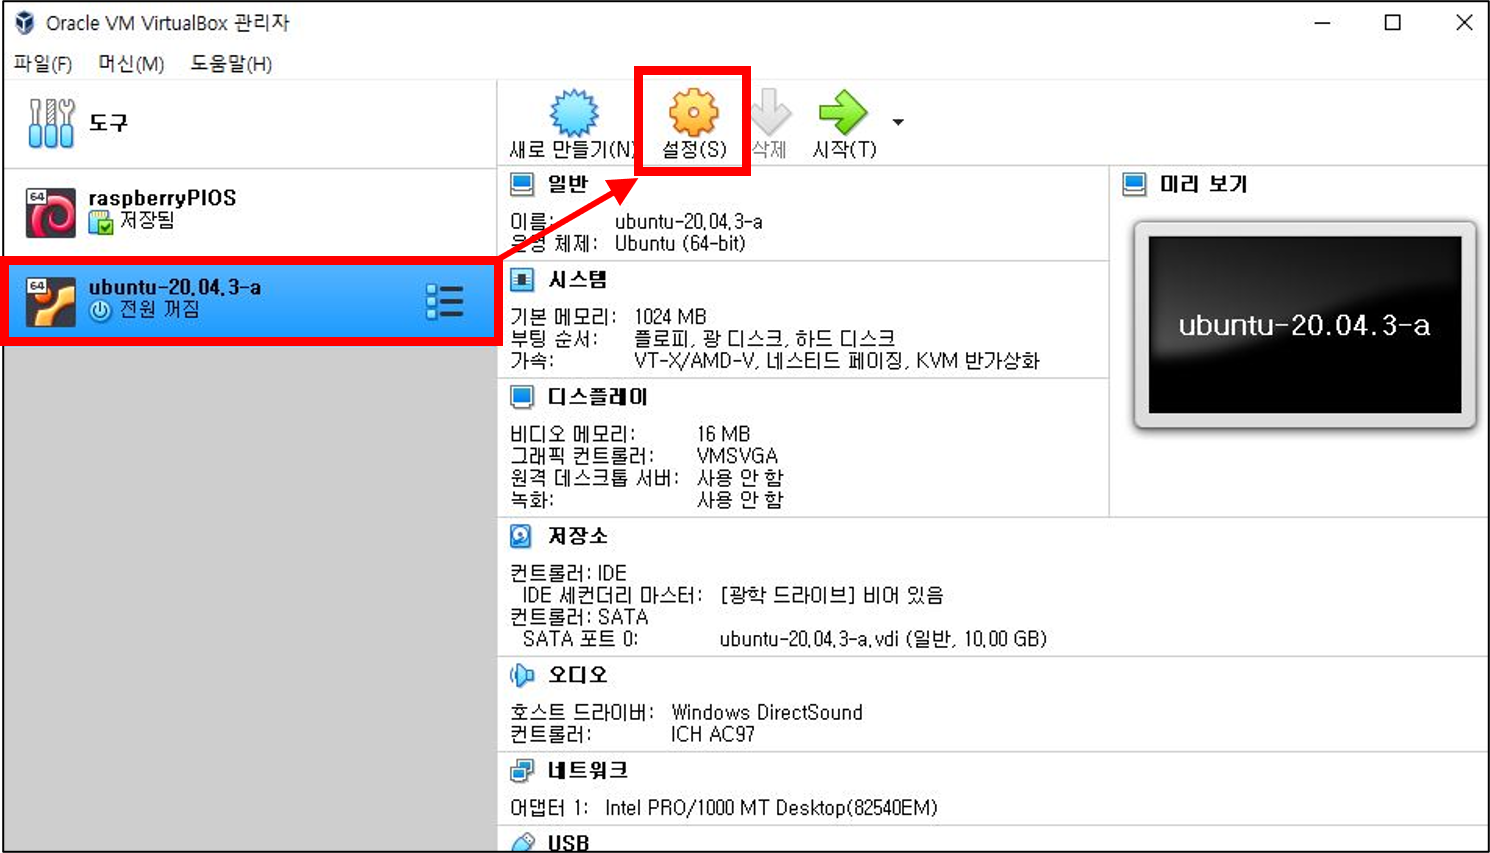 Oracle VM VirtualBox 관리자
파일(F) 머신(M) 도움말(H)
도구
새로 만들기(N) 설정(S) 삭제 시작(T)
64 raspberryPIOS
저장됨
64 ubuntu-20.04.3-a
전원 꺼짐
일반
이름: ubuntu-20.04.3-a
운영 체제: Ubuntu (64-bit)
시스템
기본 메모리: 1024 MB
부팅 순서: 플로피, 광 디스크, 하드 디스크
가속: VT-X/AMD-V, 네스티드 페이징, KVM 반가상화
디스플레이
비디오 메모리: 16 MB
그래픽 컨트롤러: VMSVGA
원격 데스크톱 서버: 사용 안 함
녹화: 사용 안 함
저장소
컨트롤러: IDE
IDE 세컨더리 마스터: [광학 드라이브] 비어 있음
컨트롤러: SATA
SATA 포트 0: ubuntu-20.04.3-a.vdi (일반, 10.00 GB)
오디오
호스트 드라이버: Windows DirectSound
컨트롤러: ICH AC97
네트워크
어댑터 1: Intel PRO/1000 MT Desktop(82540EM)
USB
미리 보기
ubuntu-20.04.3-a